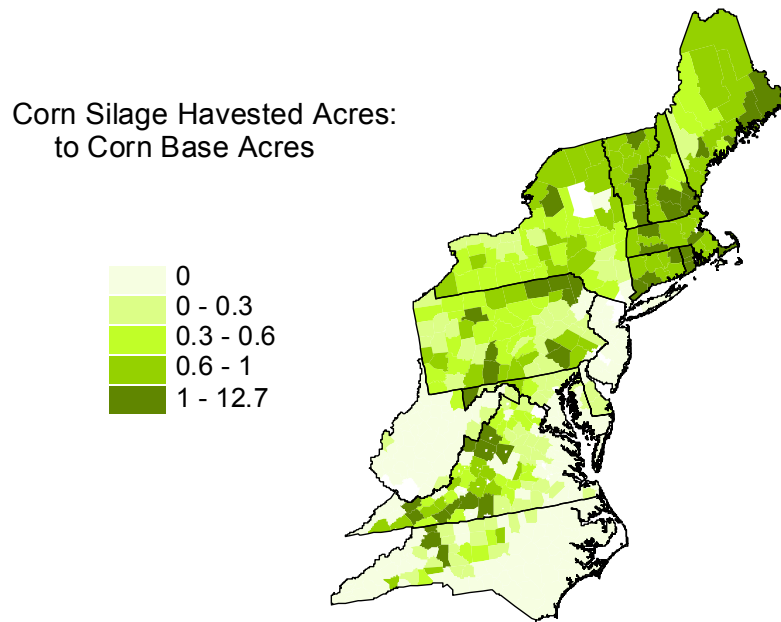 Corn Silage Havested Acres:
to Corn Base Acres
0
0 - 0.3
0.3 - 0.6
0.6 - 1
1 - 12.7